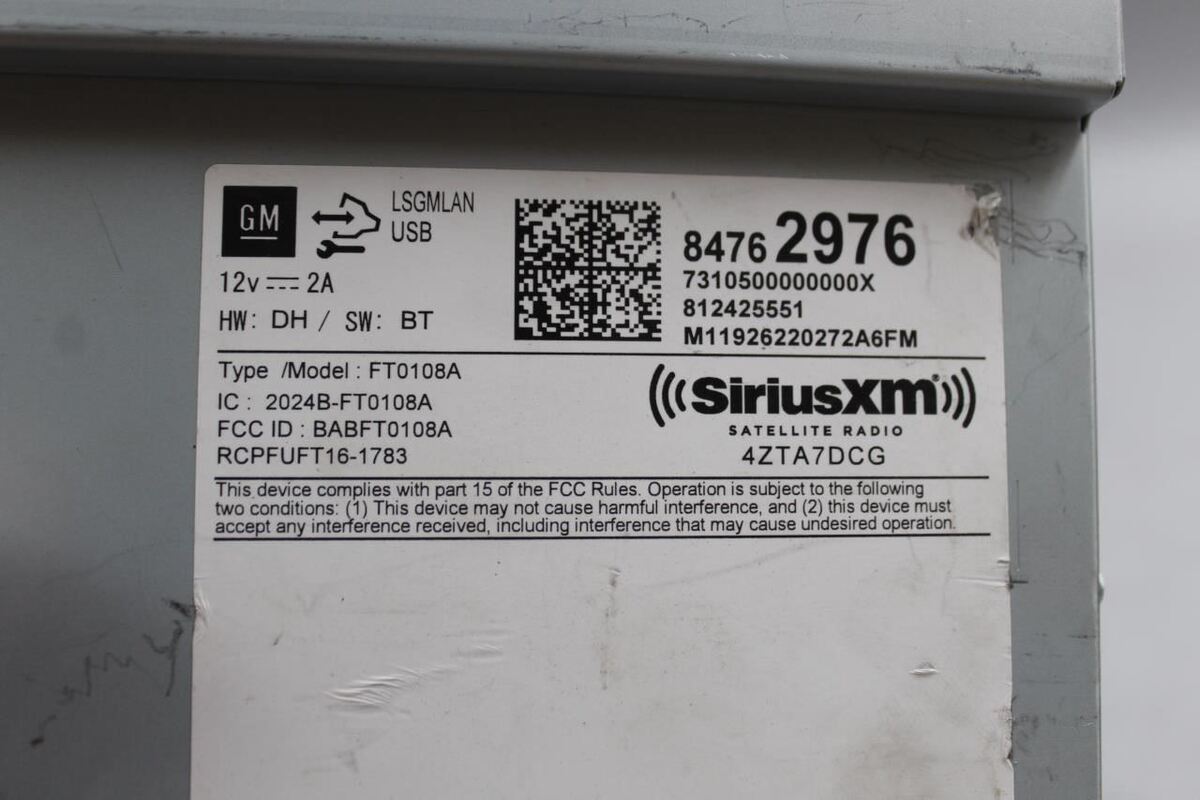 GM
LSGMLAN
USB
12v 2A
HW: DH / SW: BT
84762976
7310500000000X
812425551
M11926220272A6FM
Type /Model : FT0108A
IC : 2024B-FT0108A
FCC ID : BABFT0108A
RCPFUFT16-1783
SiriusXM®
SATELLITE RADIO
4ZTA7DCG
This device complies with part 15 of the FCC Rules. Operation is subject to the following
two conditions: (1) This device may not cause harmful interference, and (2) this device must
accept any interference received, including interference that may cause undesired operation.